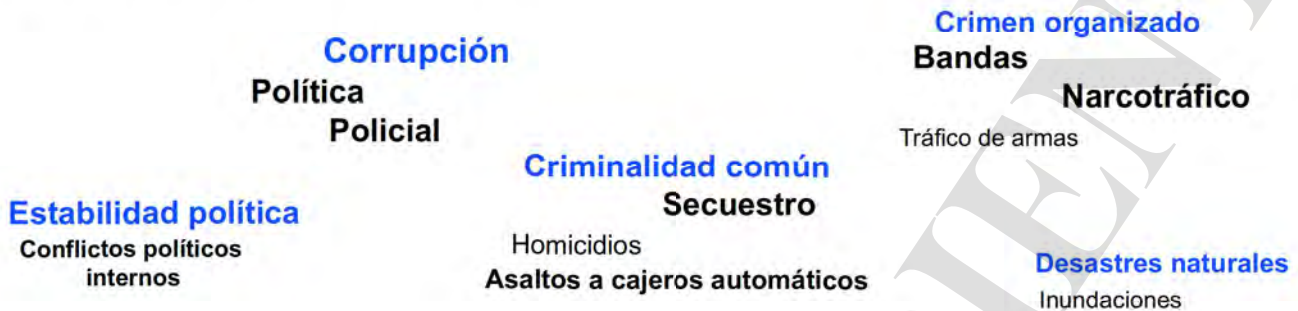 Corrupción
Política
Policial
Estabilidad política
Conflictos políticos
internos
Criminalidad común
Secuestro
Homicidios
Asaltos a cajeros automáticos
Crimen organizado
Bandas
Narcotráfico
Tráfico de armas
Desastres naturales
Inundaciones